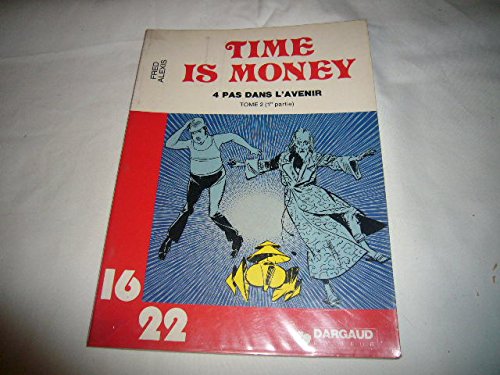 FRED
ALEXIS
TIME
IS MONEY
4 PAS DANS L'AVENIR
TOME 2 (1re partie)
16
22
DARGAUD